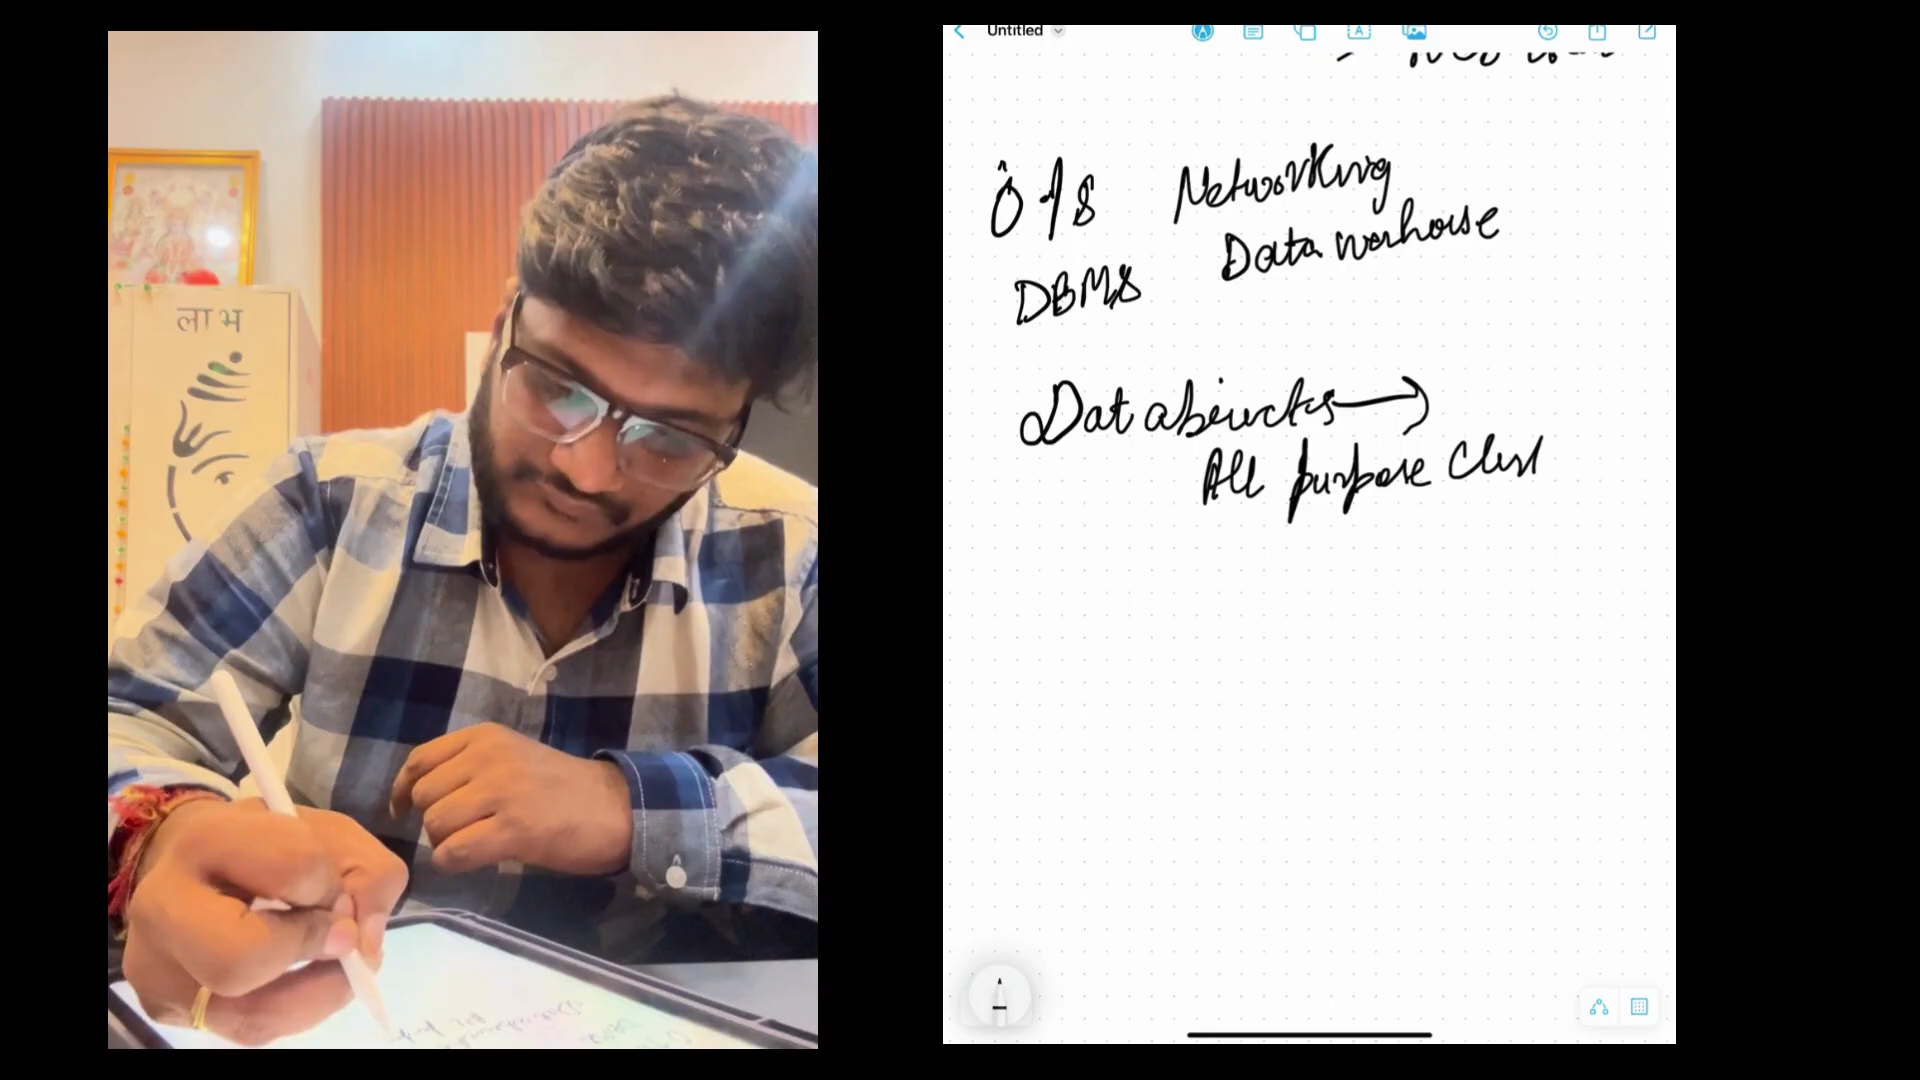 लाभ
Untitled
O/S Networking
DBMS Data warehouse
Databricks →
All purpose Clust